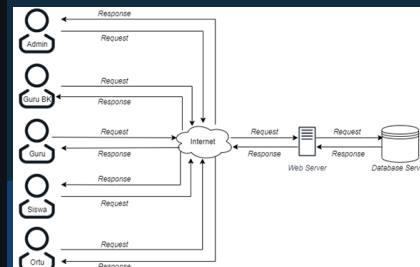 Response
Request
Admin
Request
Response
Guru BK
Request
Response
Guru
Internet
Request
Response
Web Server
Request
Response
Database Serv
Response
Request
Siswa
Request
Response
Ortu